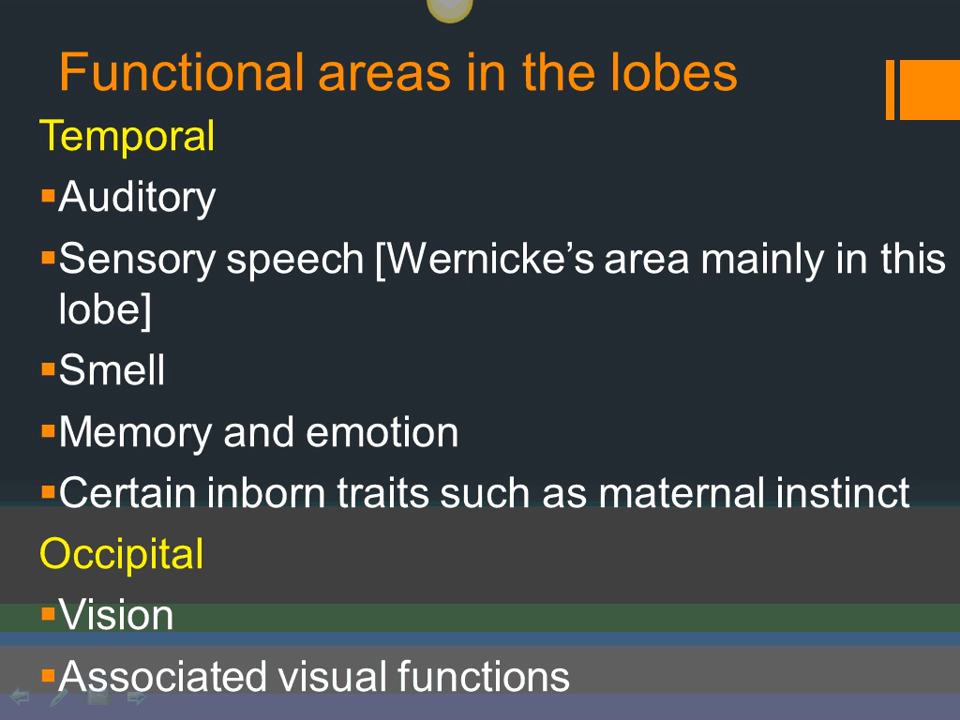 Functional areas in the lobes
Temporal
Auditory
Sensory speech [Wernicke’s area mainly in this
lobe]
Smell
Memory and emotion
Certain inborn traits such as maternal instinct
Occipital
Vision
Associated visual functions